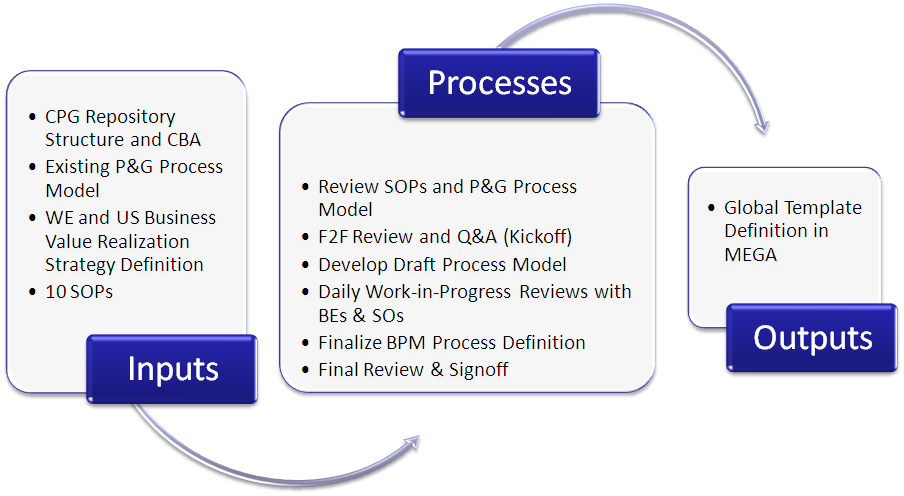 Processes
• CPG Repository
Structure and CBA
• Existing P&G Process
Model
• WE and US Business
Value Realization
Strategy Definition
• 10 SOPs
Inputs
• Review SOPs and P&G Process
Model
• F2F Review and Q&A (Kickoff)
• Develop Draft Process Model
• Daily Work-in-Progress Reviews with
BEs & SOs
• Finalize BPM Process Definition
• Final Review & Signoff
• Global Template
Definition in
MEGA
Outputs